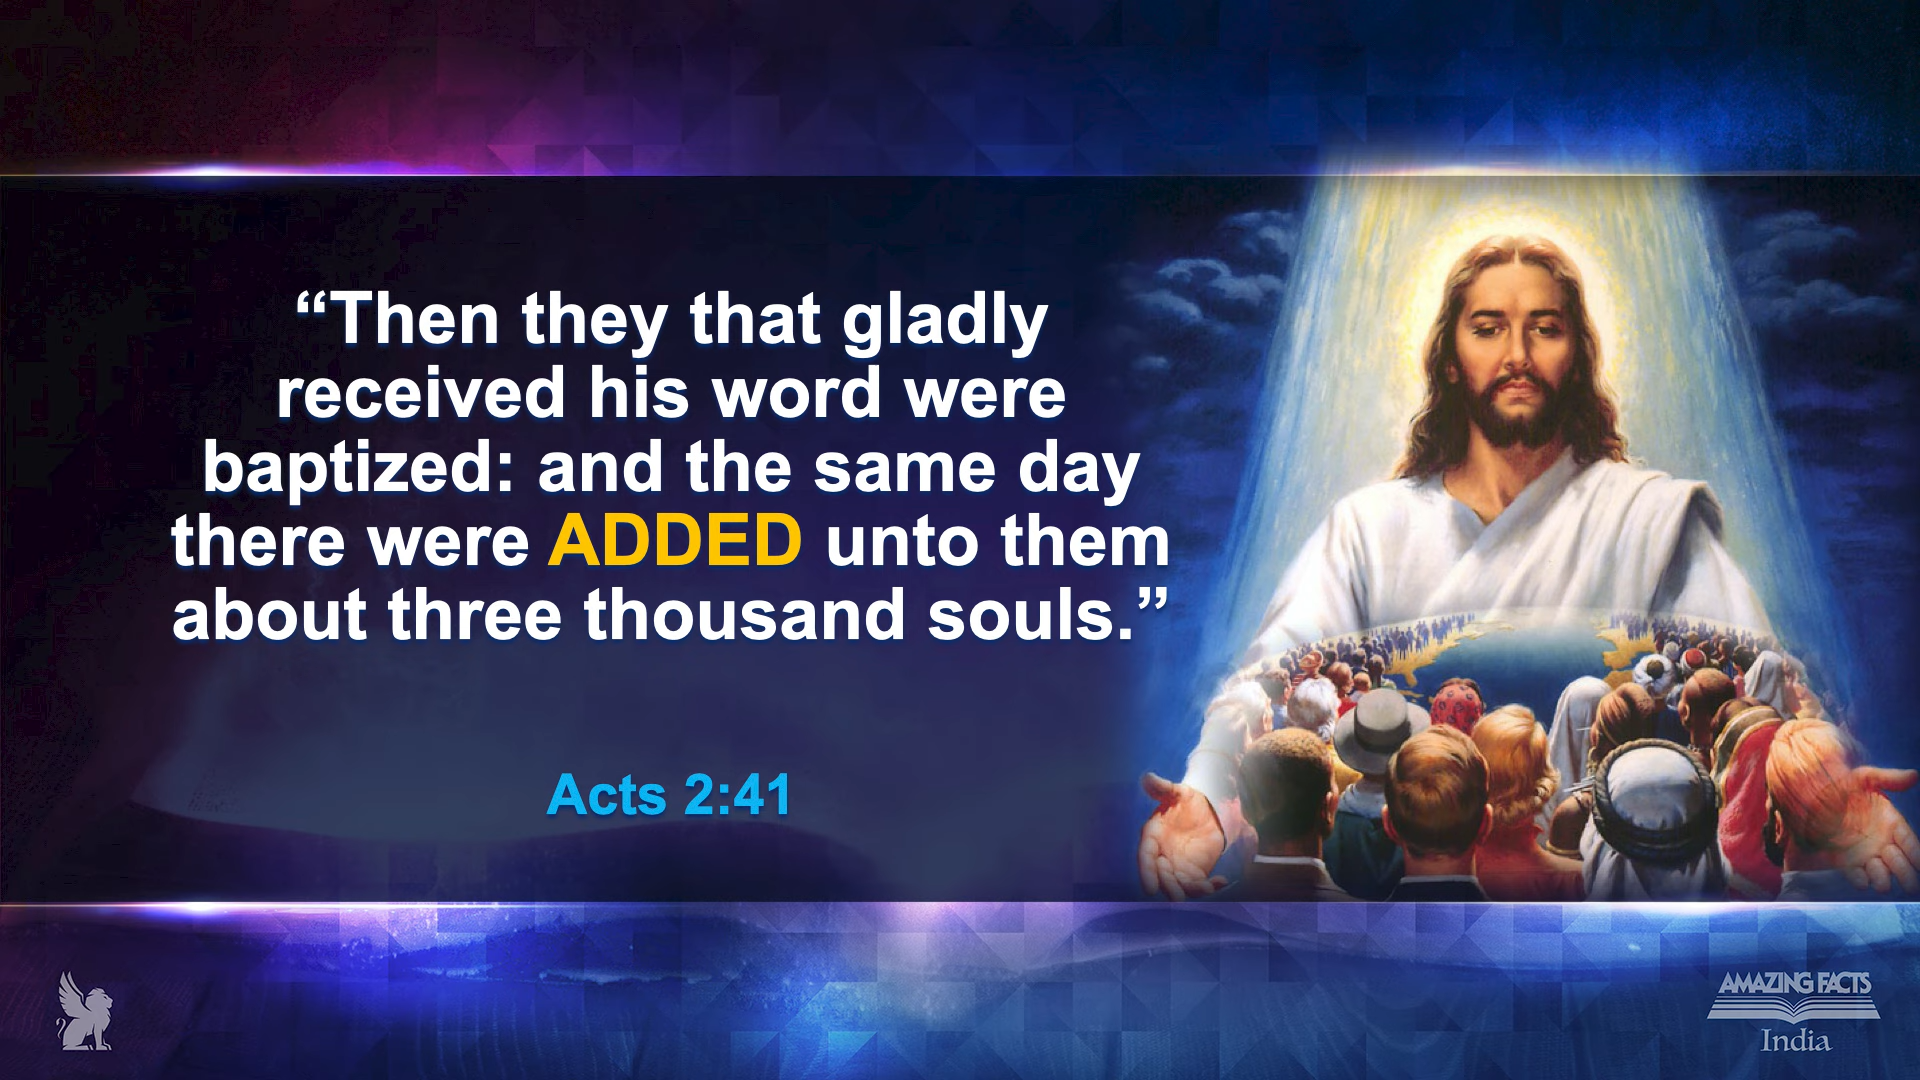 “Then they that gladly
received his word were
baptized: and the same day
there were ADDED unto them
about three thousand souls.”
Acts 2:41
AMAZING FACTS
India